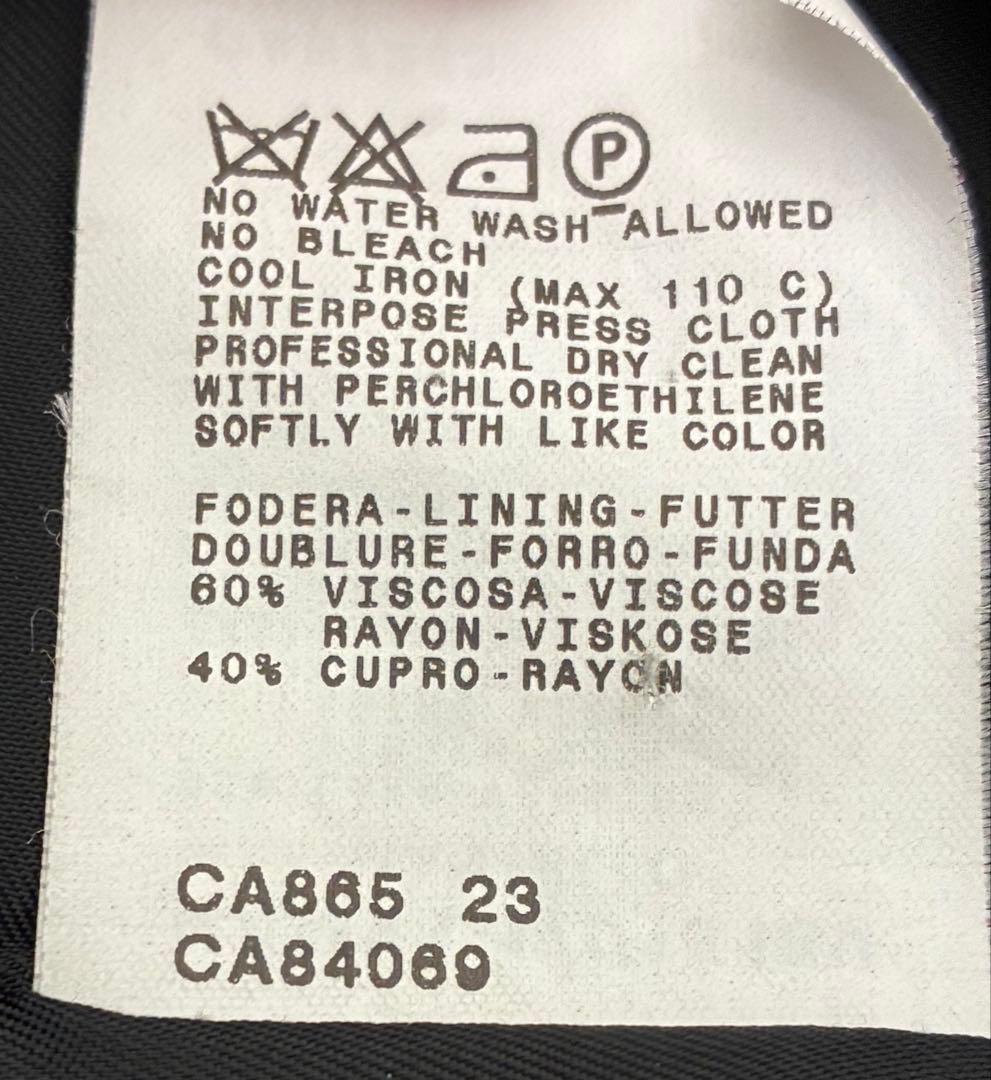 P
NO WATER WASH ALLOWED
NO BLEACH
COOL IRON (MAX 110 C)
INTERPOSE PRESS CLOTH
PROFESSIONAL DRY CLEAN
WITH PERCHLOROETHILENE
SOFTLY WITH LIKE COLOR
FODERA-LINING-FUTTER
DOUBLURE-FORRO-FUNDA
60% VISCOSA-VISCOSE
RAYON-VISKOSE
40% CUPRO-RAYON
CA865 23
CA84069